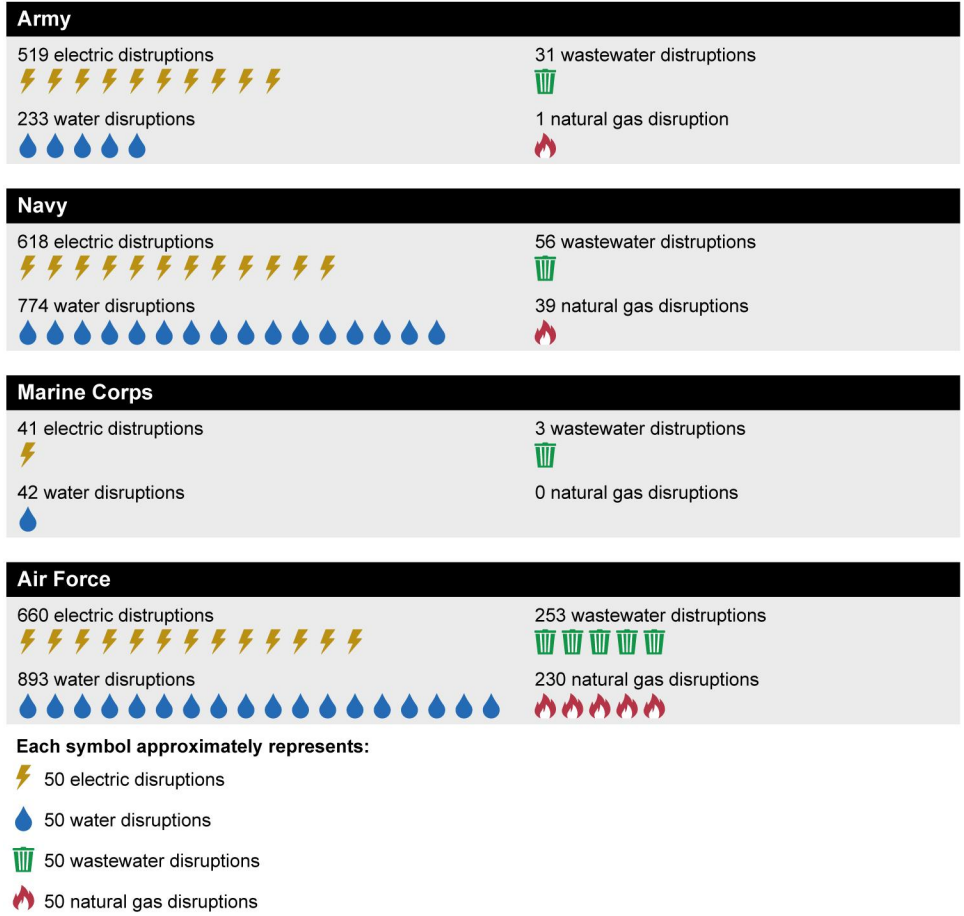 Army
519 electric distruptions
31 wastewater distruptions
233 water disruptions
1 natural gas disruption
Navy
618 electric distruptions
56 wastewater distruptions
774 water disruptions
39 natural gas disruptions
Marine Corps
41 electric distruptions
3 wastewater distruptions
42 water disruptions
0 natural gas disruptions
Air Force
660 electric distruptions
253 wastewater distruptions
893 water disruptions
230 natural gas disruptions
Each symbol approximately represents:
50 electric disruptions
50 water disruptions
50 wastewater disruptions
50 natural gas disruptions